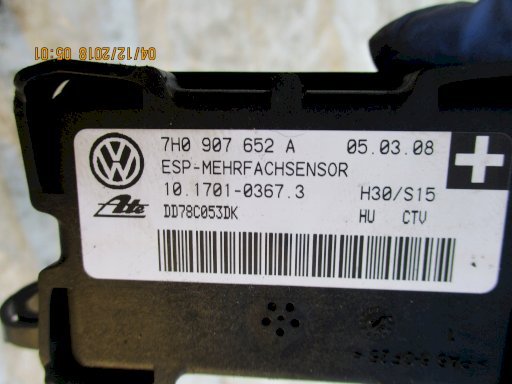 04/12/2018 05:01
7H0 907 652 A 05.03.08
ESP-MEHRFACHSENSOR
10.1701-0367.3 H30/S15
Ate DD78C053DK HU CTV